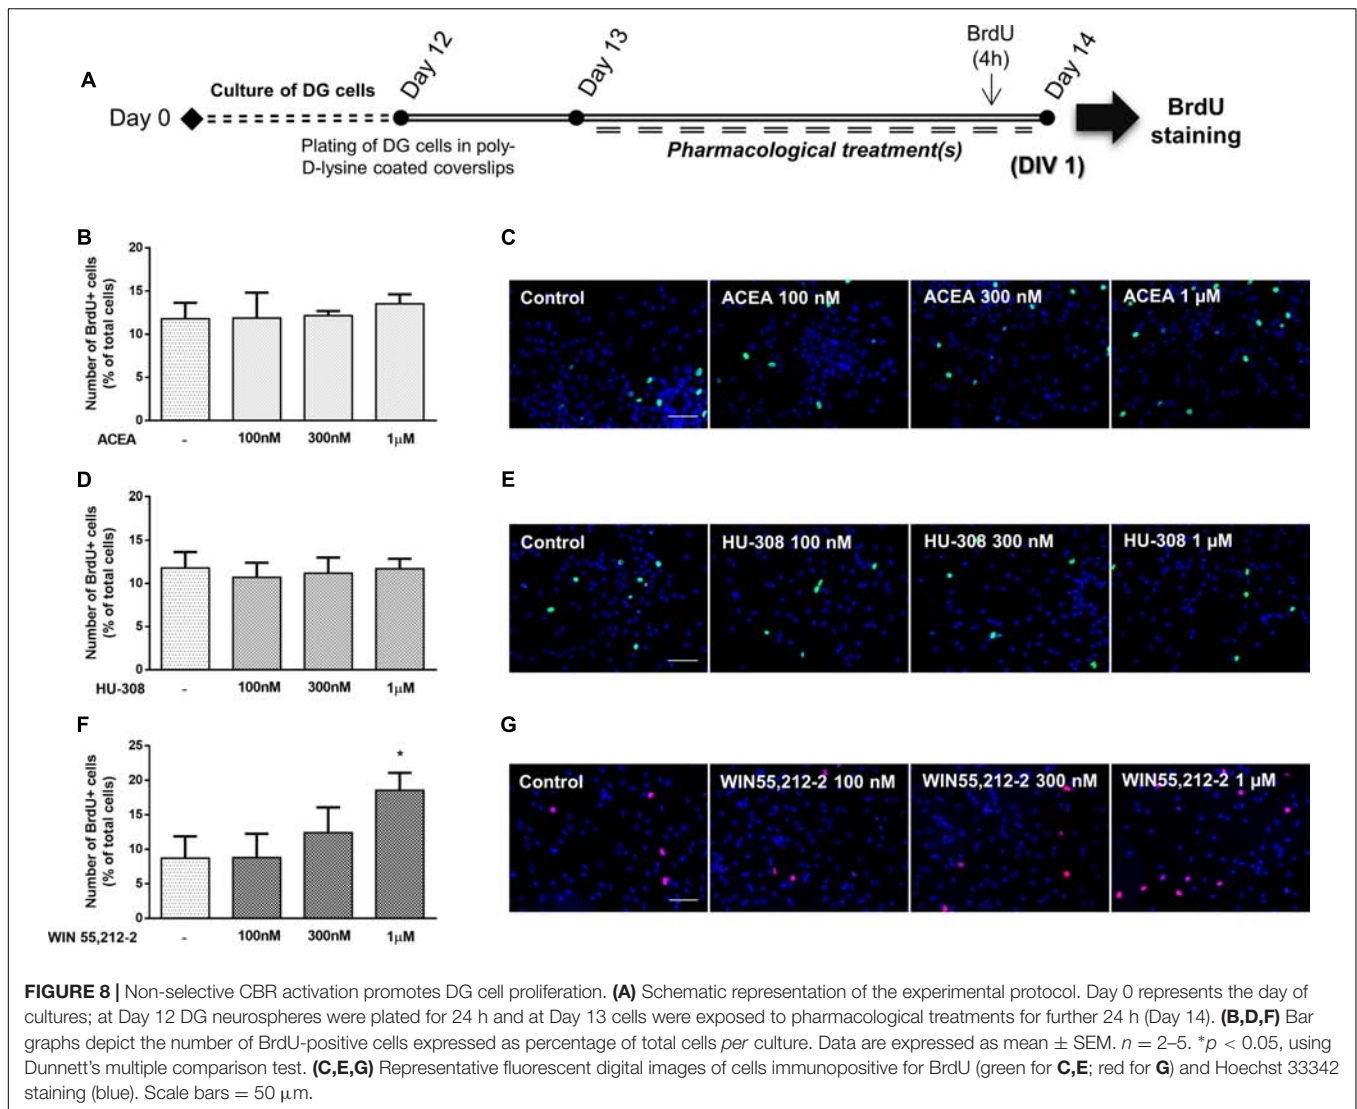 A
Day 0
Culture of DG cells
Day 12
Plating of DG cells in poly-
D-lysine coated coverslips
Day 13
Pharmacological treatment(s)
BrdU
(4h)
Day 14
(DIV 1)
BrdU
staining
B
Number of BrdU+ cells
(% of total cells)
20
15
10
5
0
ACEA - 100nM 300nM 1μM
C
Control ACEA 100 nM ACEA 300 nM ACEA 1 μM
D
Number of BrdU+ cells
(% of total cells)
20
15
10
5
0
HU-308 - 100nM 300nM 1μM
E
Control HU-308 100 nM HU-308 300 nM HU-308 1 μM
F
Number of BrdU+ cells
(% of total cells)
25
20
15
10
5
0
*
WIN 55,212-2 - 100nM 300nM 1μM
G
Control WIN55,212-2 100 nM WIN55,212-2 300 nM WIN55,212-2 1 μM
FIGURE 8 | Non-selective CBR activation promotes DG cell proliferation. (A) Schematic representation of the experimental protocol. Day 0 represents the day of
cultures; at Day 12 DG neurospheres were plated for 24 h and at Day 13 cells were exposed to pharmacological treatments for further 24 h (Day 14). (B,D,F) Bar
graphs depict the number of BrdU-positive cells expressed as percentage of total cells per culture. Data are expressed as mean ± SEM. n = 2–5. *p < 0.05, using
Dunnett's multiple comparison test. (C,E,G) Representative fluorescent digital images of cells immunopositive for BrdU (green for C,E; red for G) and Hoechst 33342
staining (blue). Scale bars = 50 μm.